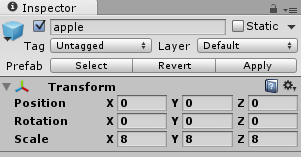 Inspector
apple
Static
Tag Untagged Layer Default
Prefab Select Revert Apply
Transform
Position X 0 Y 0 Z 0
Rotation X 0 Y 0 Z 0
Scale X 8 Y 8 Z 8